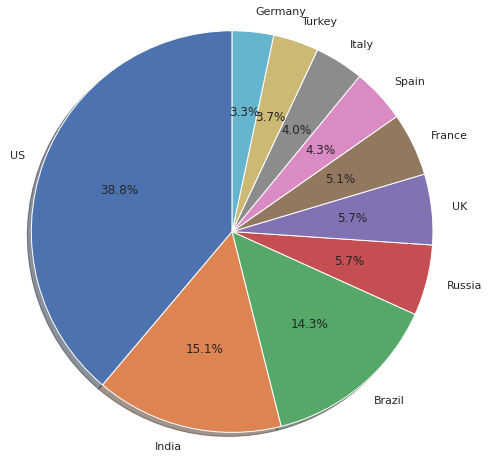 Germany
Turkey
Italy
Spain
France
UK
Russia
Brazil
India
US
3.3%
3.7%
4.0%
4.3%
5.1%
5.7%
5.7%
14.3%
15.1%
38.8%